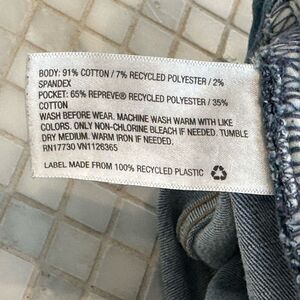 BODY: 91% COTTON / 7% RECYCLED POLYESTER / 2%
SPANDEX
POCKET: 65% REPREVE® RECYCLED POLYESTER / 35%
COTTON
WASH BEFORE WEAR. MACHINE WASH WARM WITH LIKE
COLORS. ONLY NON-CHLORINE BLEACH IF NEEDED. TUMBLE
DRY MEDIUM. WARM IRON IF NEEDED.
RN17730 VN1126365
LABEL MADE FROM 100% RECYCLED PLASTIC